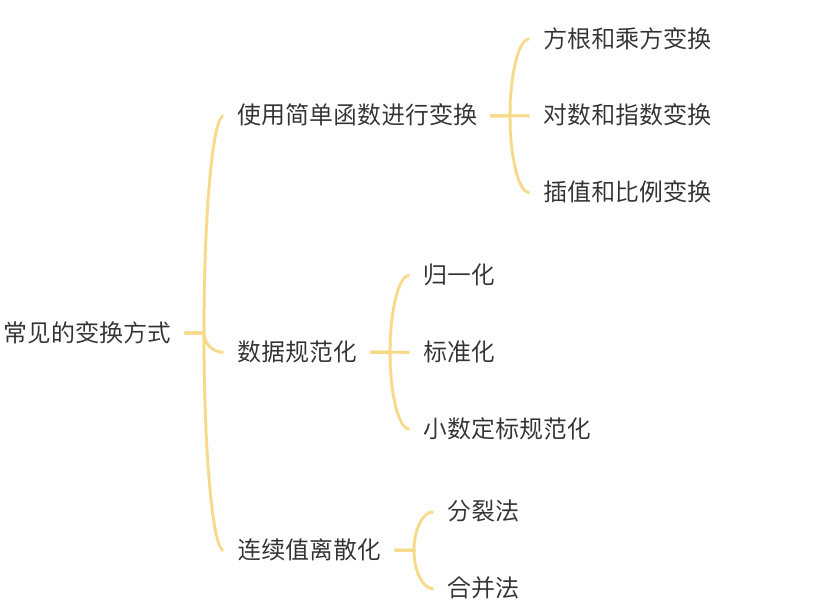 常见的变换方式
使用简单函数进行变换
方根和乘方变换
对数和指数变换
插值和比例变换
数据规范化
归一化
标准化
小数定标规范化
连续值离散化
分裂法
合并法